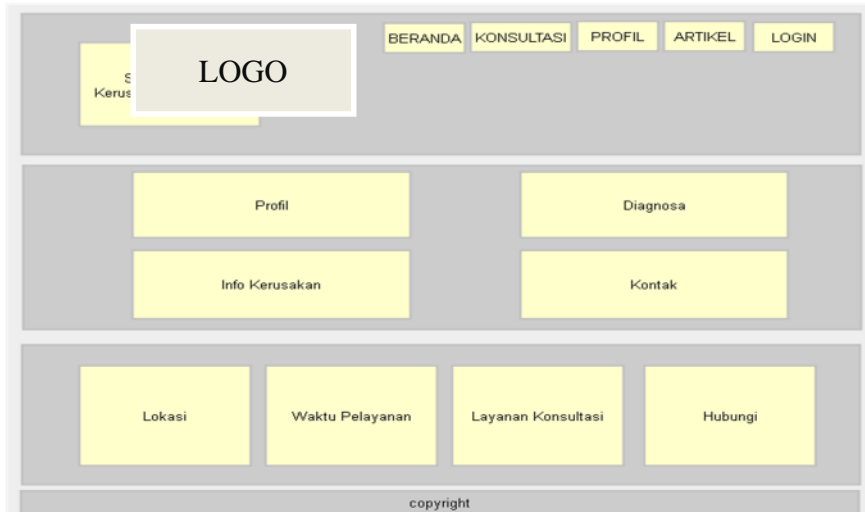 BERANDA KONSULTASI PROFIL ARTIKEL LOGIN
LOGO
Profil Diagnosa
Info Kerusakan Kontak
Lokasi Waktu Pelayanan Layanan Konsultasi Hubungi
copyright